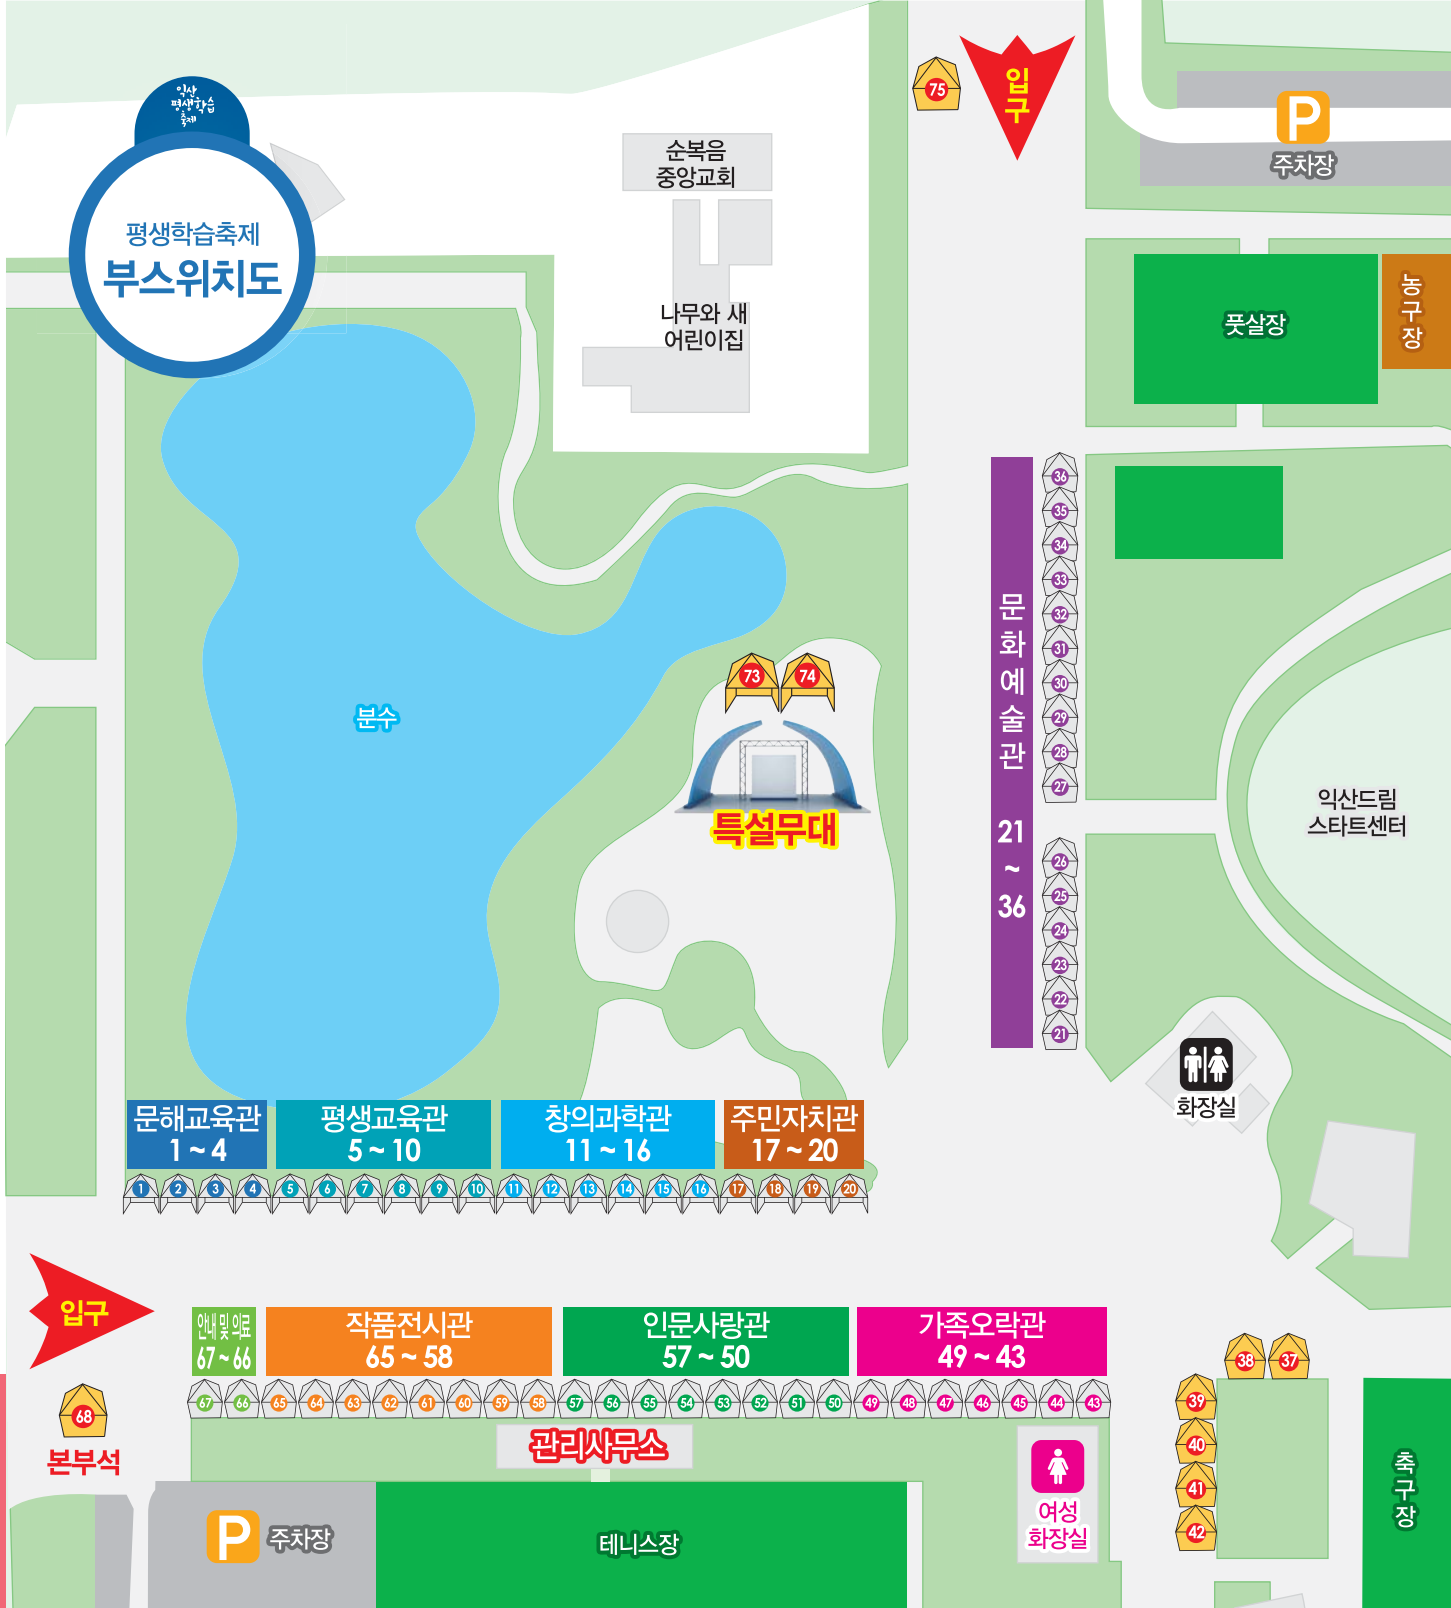 익산
평생학습
축제
평생학습축제
부스위치도
75
입구
P
주차장
순복음
중앙교회
나무와 새
어린이집
풋살장
농구장
36
35
34
33
32
31
30
29
28
27
26
25
24
23
22
21
문화예술관 21 ~ 36
분수
73
74
특설무대
익산드림
스타트센터
화장실
문해교육관
1 ~ 4
평생교육관
5 ~ 10
창의과학관
11 ~ 16
주민자치관
17 ~ 20
1 2 3 4 5 6 7 8 9 10 11 12 13 14 15 16 17 18 19 20
입구
안내 및 의료
67 ~ 66
작품전시관
65 ~ 58
인문사랑관
57 ~ 50
가족오락관
49 ~ 43
67 66 65 64 63 62 61 60 59 58 57 56 55 54 53 52 51 50 49 48 47 46 45 44 43
38 37
39
40
41
42
68
본부석
관리사무소
P
주차장
테니스장
여성
화장실
축구장